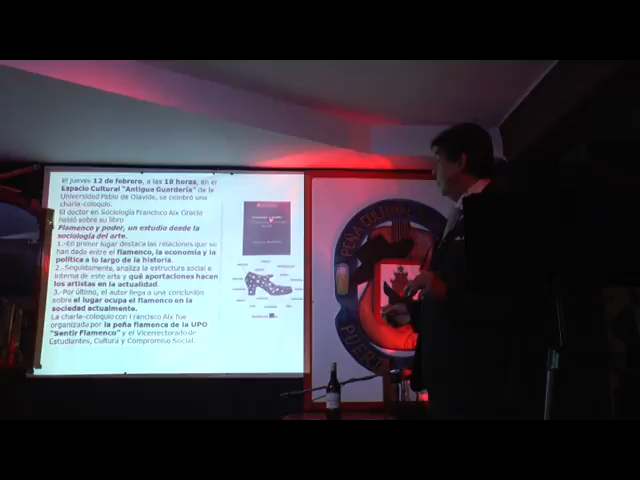 El jueves 12 de febrero, a las 18 horas, en el
Espacio Cultural "Antigua Guardería" de la
Universidad Pablo de Olavide, se celebró una
charla-coloquio.
El doctor en Sociología Francisco Aix Gracia
habló sobre su libro
Flamenco y poder, un estudio desde la
sociología del arte.
1.-En primer lugar destaca las relaciones que se
han dado entre el flamenco, la economía y la
política a lo largo de la historia.
2.-Seguidamente, analiza la estructura social e
interna de este arte y qué aportaciones hacen
los artistas en la actualidad.
3.-Por último, el autor llega a una conclusión
sobre el lugar ocupa el flamenco en la
sociedad actualmente.
La charla-coloquio con Francisco Aix fue
organizada por la peña flamenca de la UPO
"Sentir Flamenco" y el Vicerrectorado de
Estudiantes, Cultura y Compromiso Social.
PEÑA CULTURAL